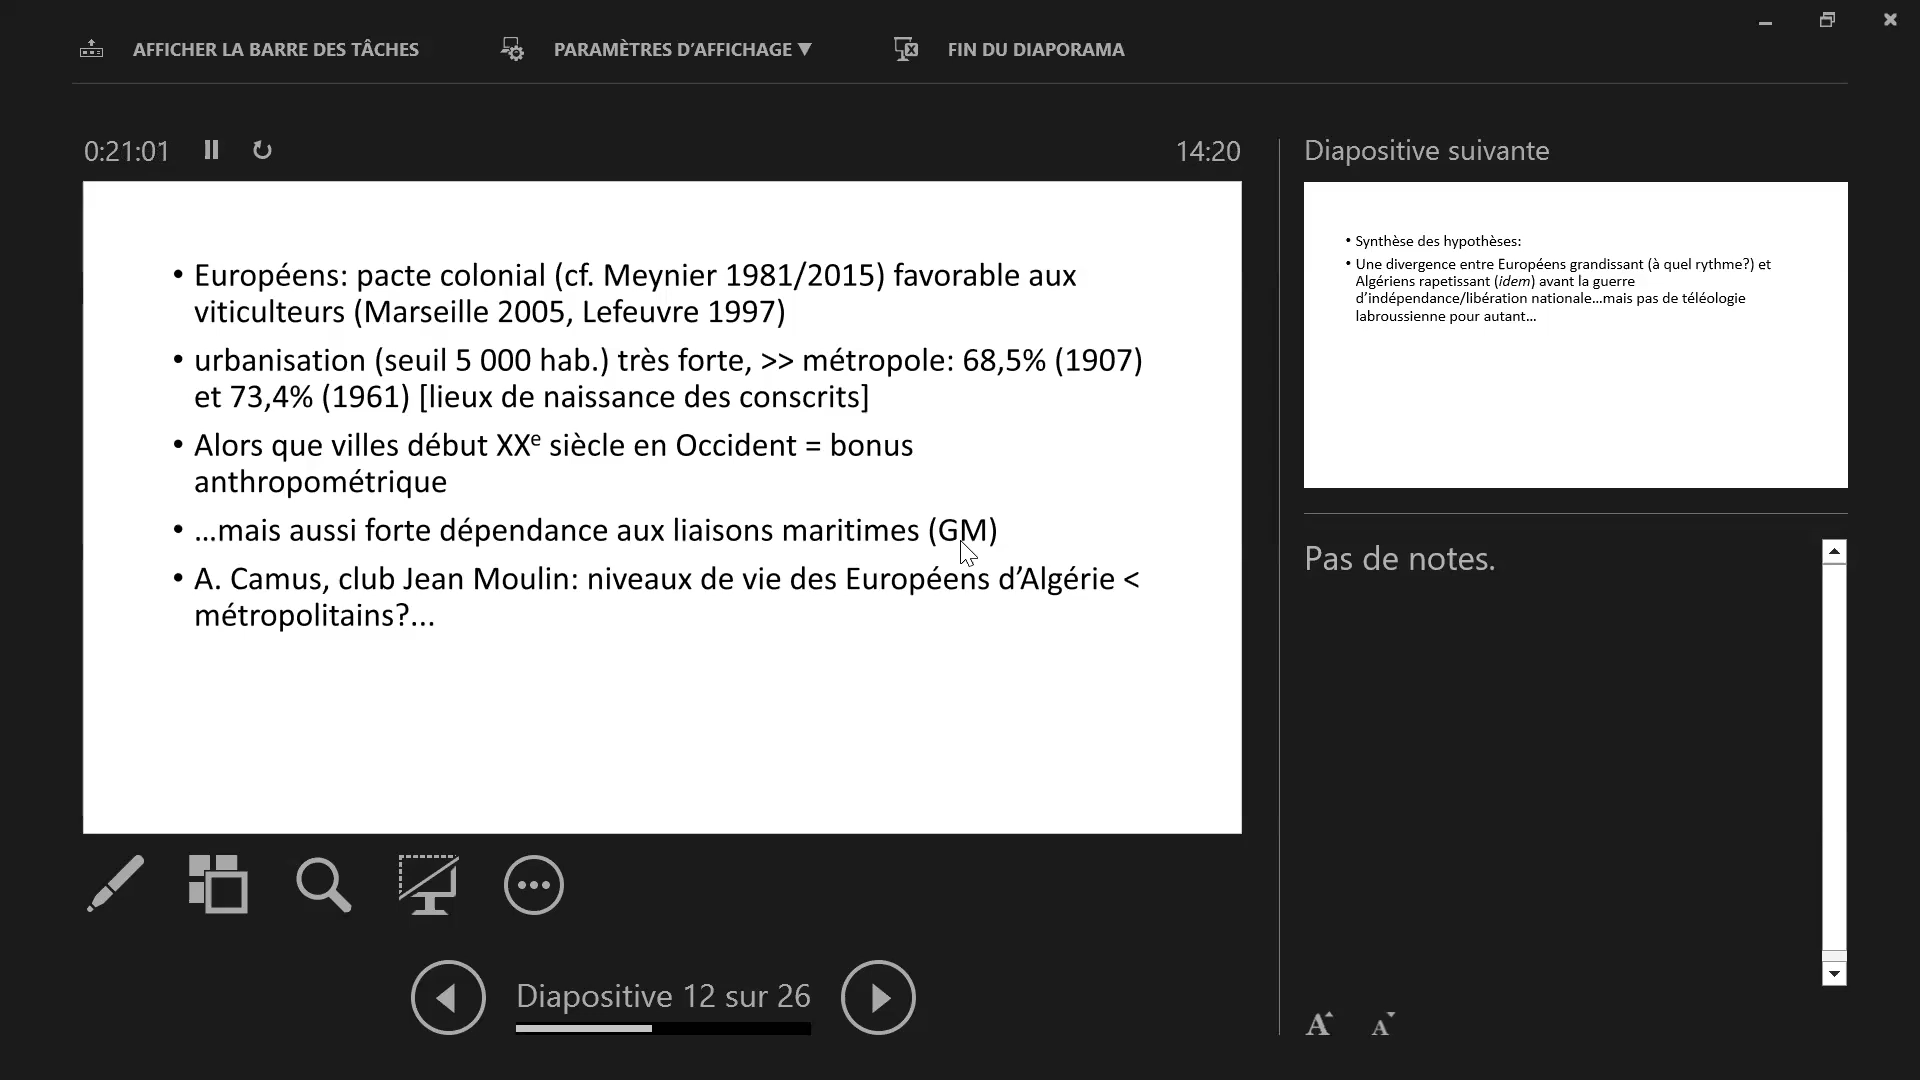 AFFICHER LA BARRE DES TÂCHES
PARAMÈTRES D'AFFICHAGE ▼
FIN DU DIAPORAMA
0:21:01
14:20
• Européens: pacte colonial (cf. Meynier 1981/2015) favorable aux
viticulteurs (Marseille 2005, Lefeuvre 1997)
• urbanisation (seuil 5 000 hab.) très forte, >> métropole: 68,5% (1907)
et 73,4% (1961) [lieux de naissance des conscrits]
• Alors que villes début XXe siècle en Occident = bonus
anthropométrique
• …mais aussi forte dépendance aux liaisons maritimes (GM)
• A. Camus, club Jean Moulin: niveaux de vie des Européens d'Algérie <
métropolitains?...
Diapositive 12 sur 26
Diapositive suivante
• Synthèse des hypothèses:
• Une divergence entre Européens grandissant (à quel rythme?) et
Algériens rapetissant (idem) avant la guerre
d'indépendance/libération nationale…mais pas de téléologie
labroussienne pour autant…
Pas de notes.
A A